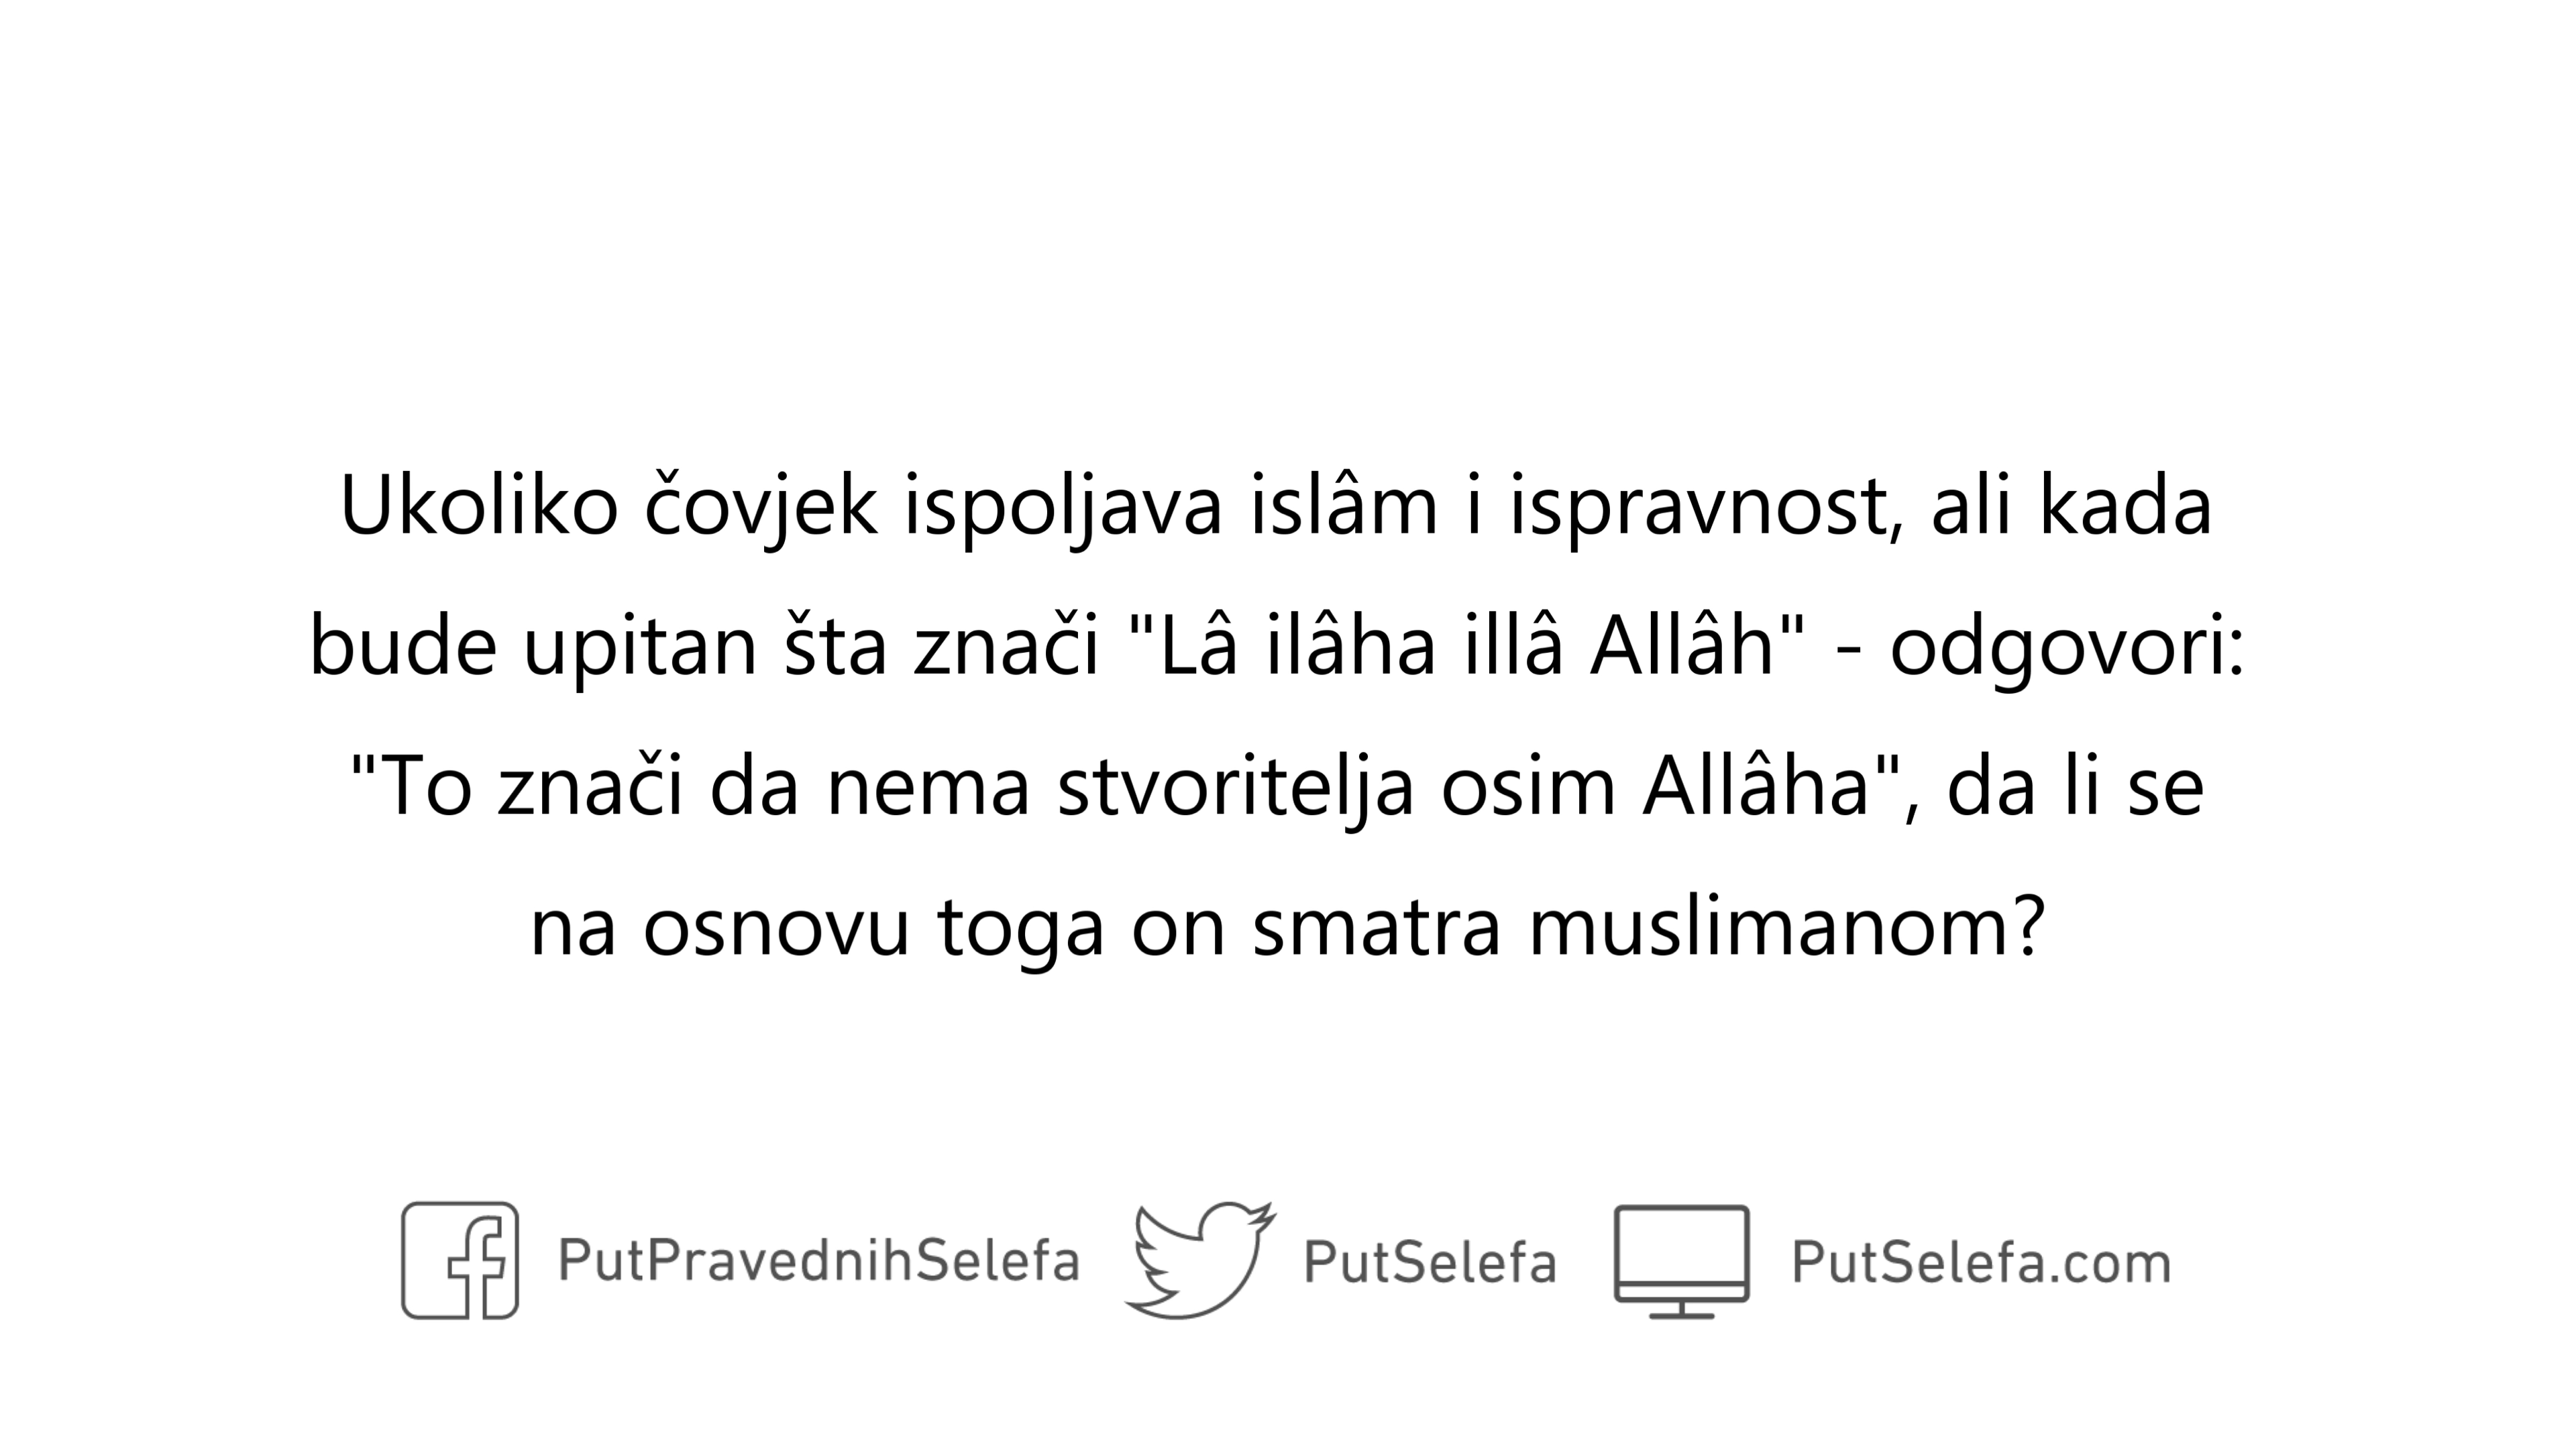 Ukoliko čovjek ispoljava islâm i ispravnost, ali kada
bude upitan šta znači "Lâ ilâha illâ Allâh" - odgovori:
"To znači da nema stvoritelja osim Allâha", da li se
na osnovu toga on smatra muslimanom?
PutPravednihSelefa PutSelefa PutSelefa.com